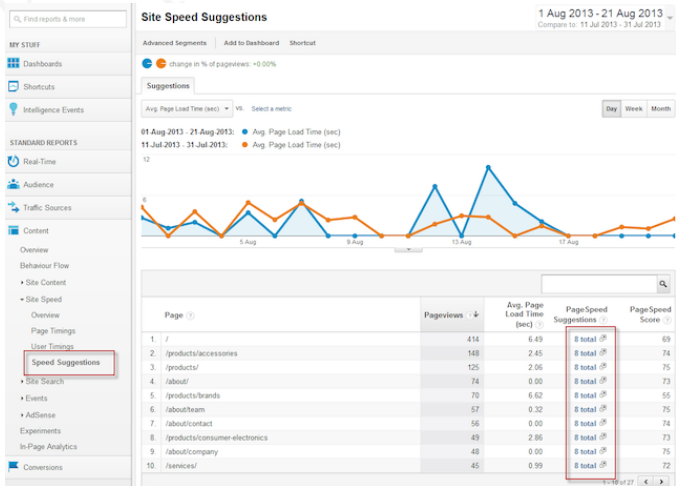 Find reports & more
MY STUFF
Dashboards
Shortcuts
Intelligence Events
STANDARD REPORTS
Real-Time
Audience
Traffic Sources
Content
Overview
Behaviour Flow
Site Content
Site Speed
Overview
Page Timings
User Timings
Speed Suggestions
Site Search
Events
AdSense
Experiments
In-Page Analytics
Conversions
Site Speed Suggestions
1 Aug 2013 - 21 Aug 2013
Compare to: 11 Jul 2013 - 31 Jul 2013
Advanced Segments Add to Dashboard Shortcut
change in % of pageviews: +0.00%
Suggestions
Avg. Page Load Time (sec) VS. Select a metric Day Week Month
01-Aug-2013 - 21-Aug-2013: Avg. Page Load Time (sec)
11-Jul-2013 - 31-Jul-2013: Avg. Page Load Time (sec)
12
6
5 Aug 9 Aug 13 Aug 17 Aug
Page Pageviews Avg. Page Load Time (sec) PageSpeed Suggestions PageSpeed Score
1. / 414 6.49 8 total 69
2. /products/accessories 148 2.45 8 total 74
3. /products/ 125 2.06 8 total 75
4. /about/ 74 0.00 8 total 73
5. /products/brands 70 6.62 8 total 55
6. /about/team 57 0.32 8 total 75
7. /about/contact 56 0.00 8 total 74
8. /products/consumer-electronics 49 2.86 8 total 73
9. /about/company 48 0.00 8 total 75
10. /services/ 45 0.99 8 total 72
1 - 10 of 27